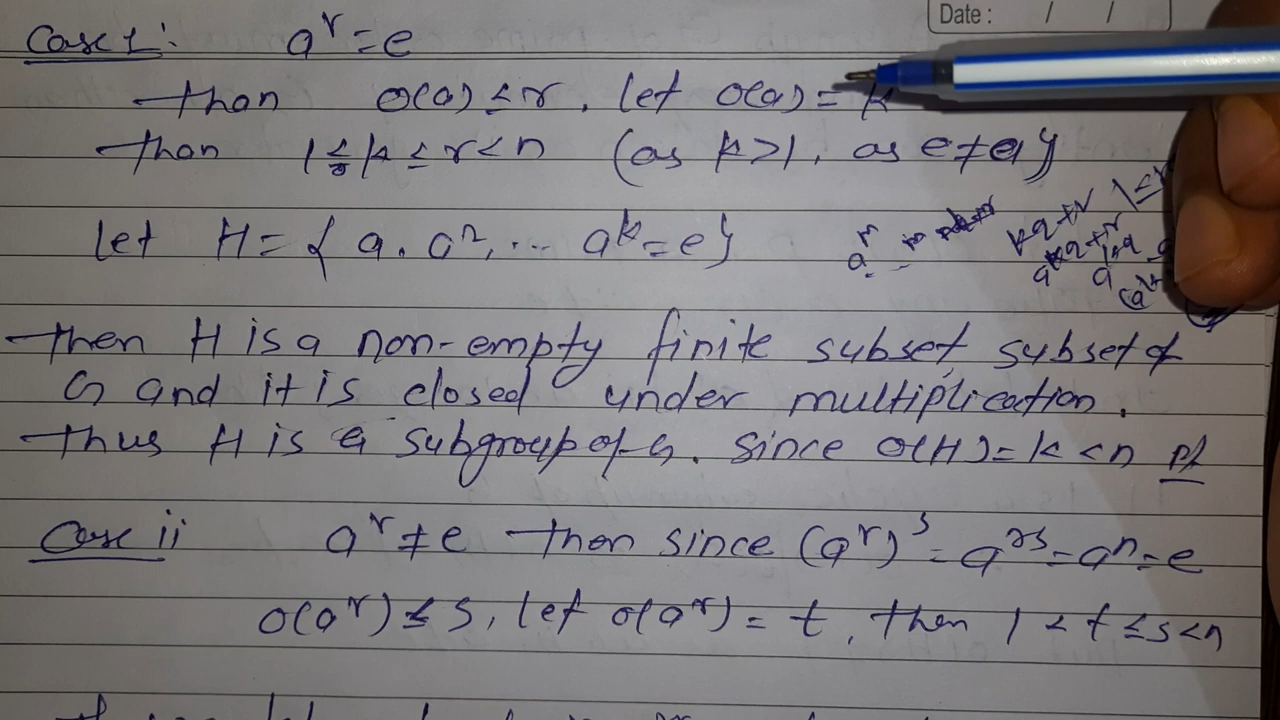 Date : / /
Case 1: a^r = e
then o(a) ≤ r. let o(a) = k
then 1 ≤ k ≤ r < n (as k>1, as e≠a)
let H = { a, a^2, ... a^k = e}
then H is a non-empty finite subset, subset of
G and it is closed under multiplication.
Thus H is a subgroup of G. since o(H) = k < n
Case ii a^r ≠ e then since (a^r)^s = a^rs = a^n = e
o(a^r) ≤ s, let o(a^r) = t, then 1 < t ≤ s < n